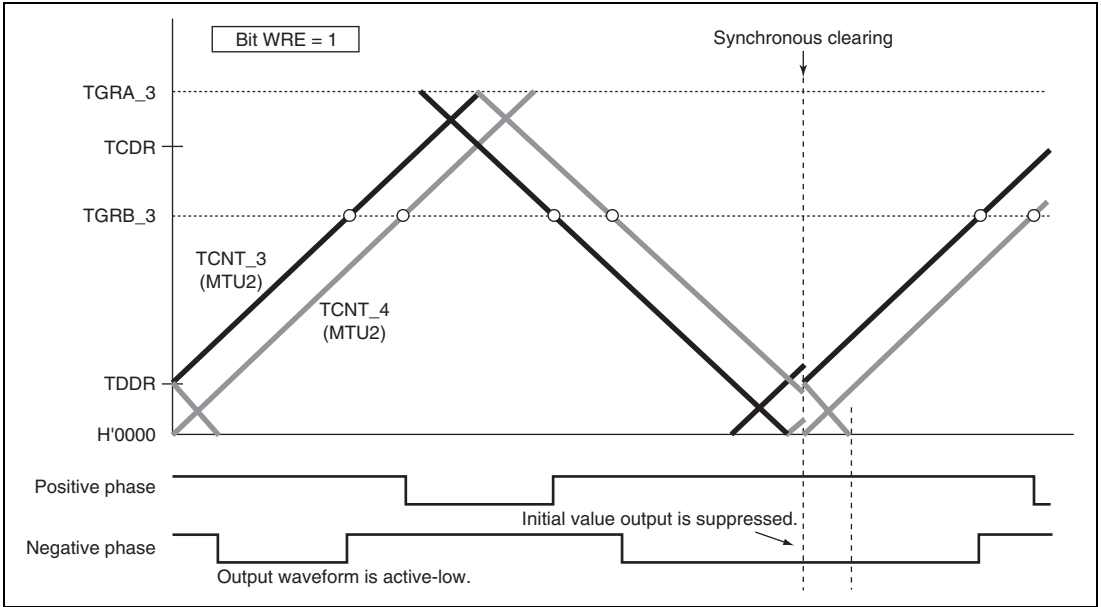 Bit WRE = 1
Synchronous clearing
TGRA_3
TCDR
TGRB_3
TCNT_3
(MTU2)
TCNT_4
(MTU2)
TDDR
H'0000
Positive phase
Initial value output is suppressed.
Negative phase
Output waveform is active-low.